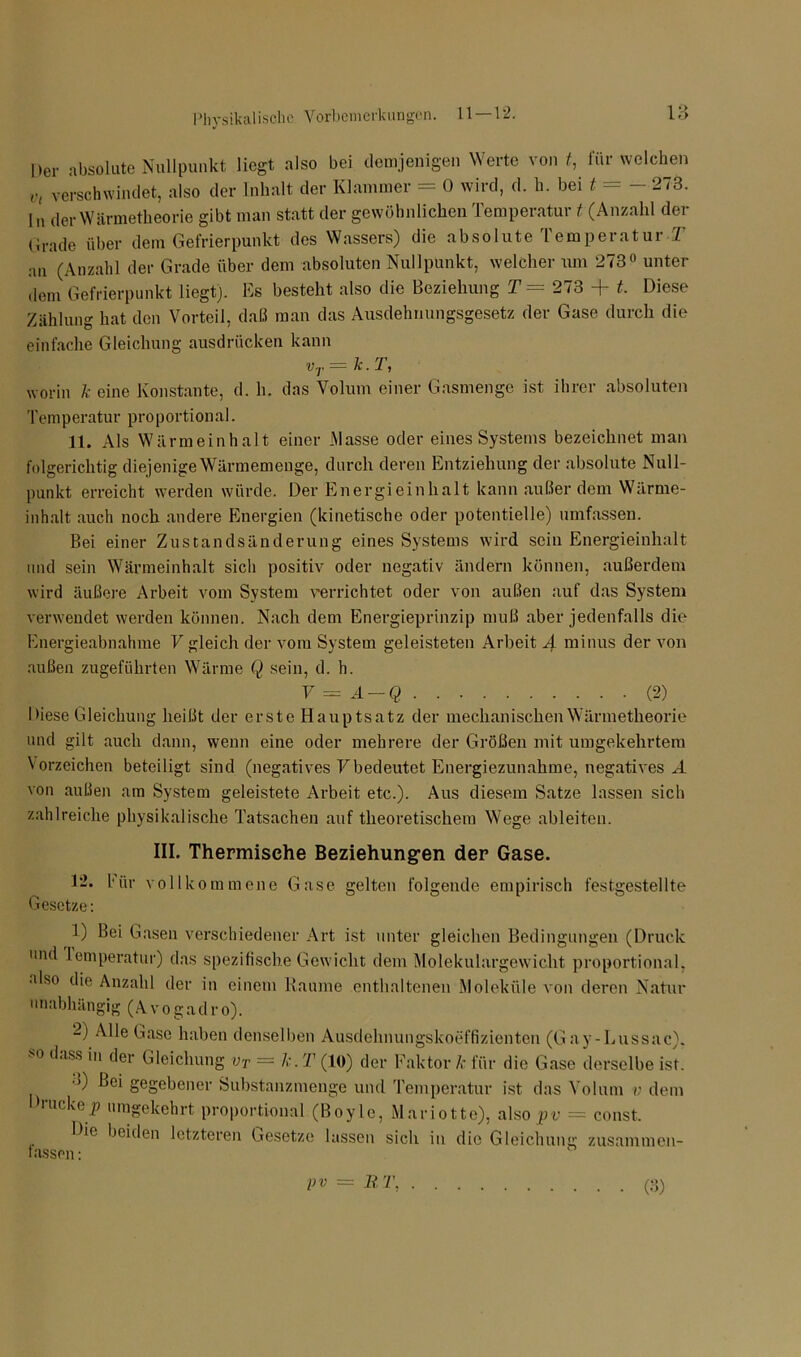 Physikalische Vorbemerkungen. 11—12. 13
Der absolute Nullpunkt liegt also bei demjenigen Werte von t, für welchen
vt verschwindet, also der Inhalt der Klammer = 0 wird, d. h. bei t = — 273.
In der Wärmetheorie gibt man statt der gewöhnlichen Temperatur t (Anzahl der
Grade über dem Gefrierpunkt des Wassers) die absolute Temperatur T
an (Anzahl der Grade über dem absoluten Nullpunkt, welcher um 273⁰ unter
dem Gefrierpunkt liegt). Es besteht also die Beziehung T = 273 + t. Diese
Zählung hat den Vorteil, daß man das Ausdehnungsgesetz der Gase durch die
einfache Gleichung ausdrücken kann
vT = k . T,
worin k eine Konstante, d. h. das Volum einer Gasmenge ist ihrer absoluten
Temperatur proportional.
11. Als Wärmeinhalt einer Masse oder eines Systems bezeichnet man
folgerichtig diejenige Wärmemenge, durch deren Entziehung der absolute Null-
punkt erreicht werden würde. Der Energieinhalt kann außer dem Wärme-
inhalt auch noch andere Energien (kinetische oder potentielle) umfassen.
Bei einer Zustandsänderung eines Systems wird sein Energieinhalt
und sein Wärmeinhalt sich positiv oder negativ ändern können, außerdem
wird äußere Arbeit vom System verrichtet oder von außen auf das System
verwendet werden können. Nach dem Energieprinzip muß aber jedenfalls die
Energieabnahme V gleich der vom System geleisteten Arbeit A minus der von
außen zugeführten Wärme Q sein, d. h.
V = A — Q . . . . . . . . . . (2)
Diese Gleichung heißt der erste Hauptsatz der mechanischen Wärmetheorie
und gilt auch dann, wenn eine oder mehrere der Größen mit umgekehrtem
Vorzeichen beteiligt sind (negatives V bedeutet Energiezunahme, negatives A
von außen am System geleistete Arbeit etc.). Aus diesem Satze lassen sich
zahlreiche physikalische Tatsachen auf theoretischem Wege ableiten.
III. Thermische Beziehungen der Gase.
12. Für vollkommene Gase gelten folgende empirisch festgestellte
Gesetze:
1) Bei Gasen verschiedener Art ist unter gleichen Bedingungen (Druck
und Temperatur) das spezifische Gewicht dem Molekulargewicht proportional,
also die Anzahl der in einem Raume enthaltenen Moleküle von deren Natur
unabhängig (Avogadro).
2) Alle Gase haben denselben Ausdehnungskoëffizienten (Gay-Lussac),
so dass in der Gleichung vT = k . T (10) der Faktor k für die Gase derselbe ist.
3) Bei gegebener Substanzmenge und Temperatur ist das Volum v dem
Drucke p umgekehrt proportional (Boyle, Mariotte), also pv = const.
Die beiden letzteren Gesetze lassen sich in die Gleichung zusammen-
fassen:
pv = R T, . . . . . . . . . . (3)